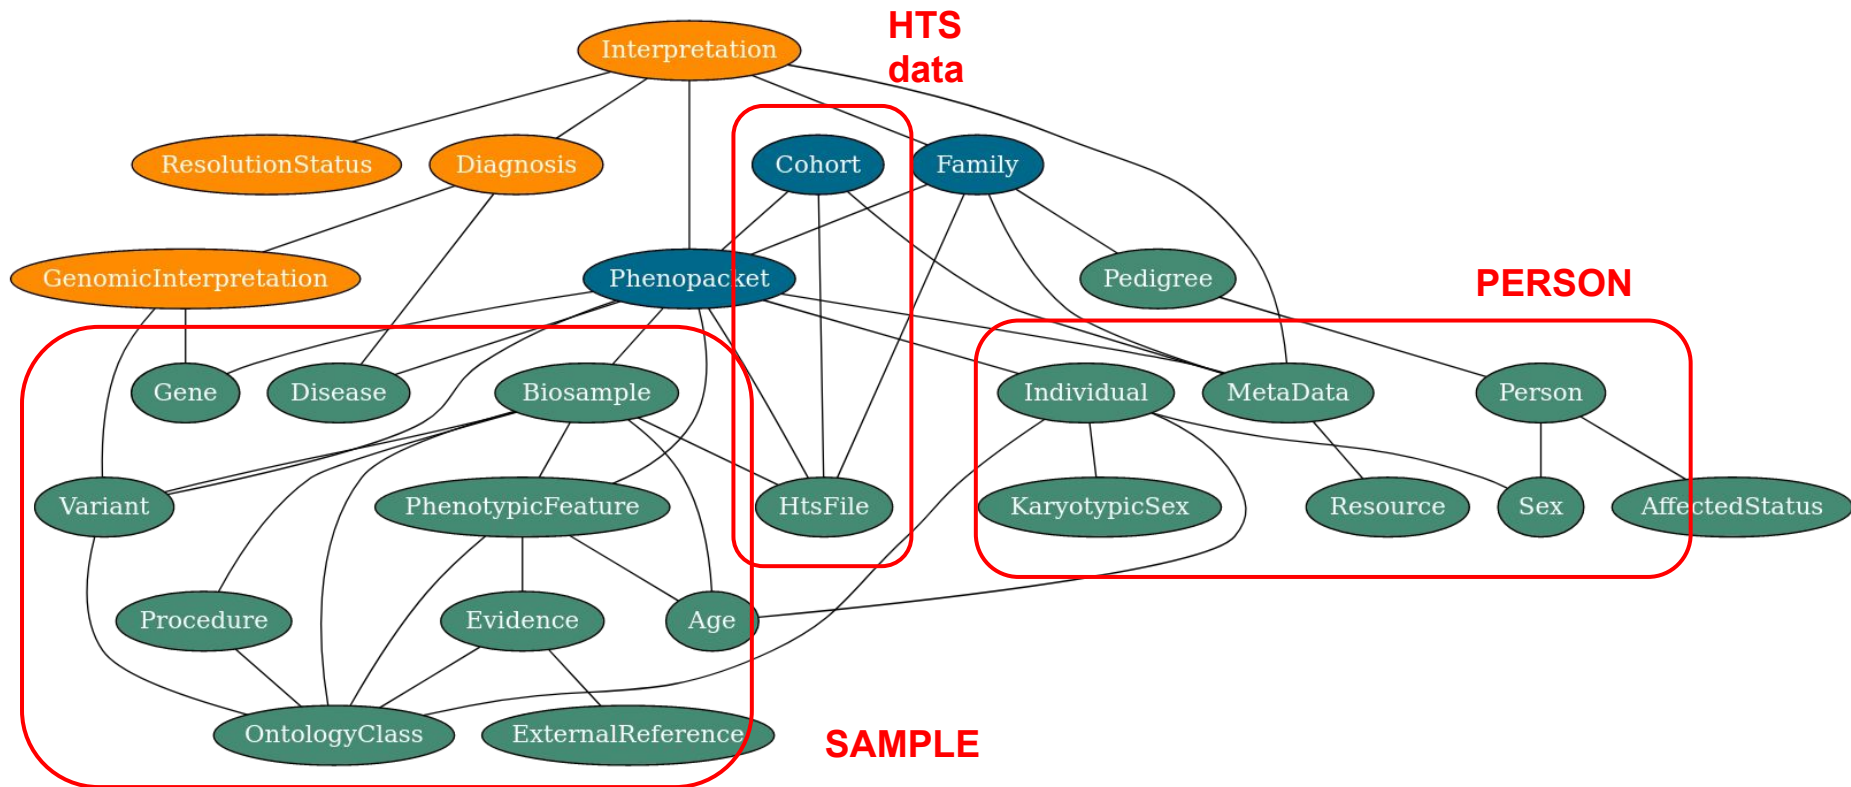 HTS
data
Interpretation
ResolutionStatus
Diagnosis
Cohort
Family
GenomicInterpretation
Phenopacket
Pedigree
PERSON
Gene
Disease
Biosample
Individual
MetaData
Person
Variant
PhenotypicFeature
HtsFile
KaryotypicSex
Resource
Sex
AffectedStatus
Procedure
Evidence
Age
OntologyClass
ExternalReference
SAMPLE